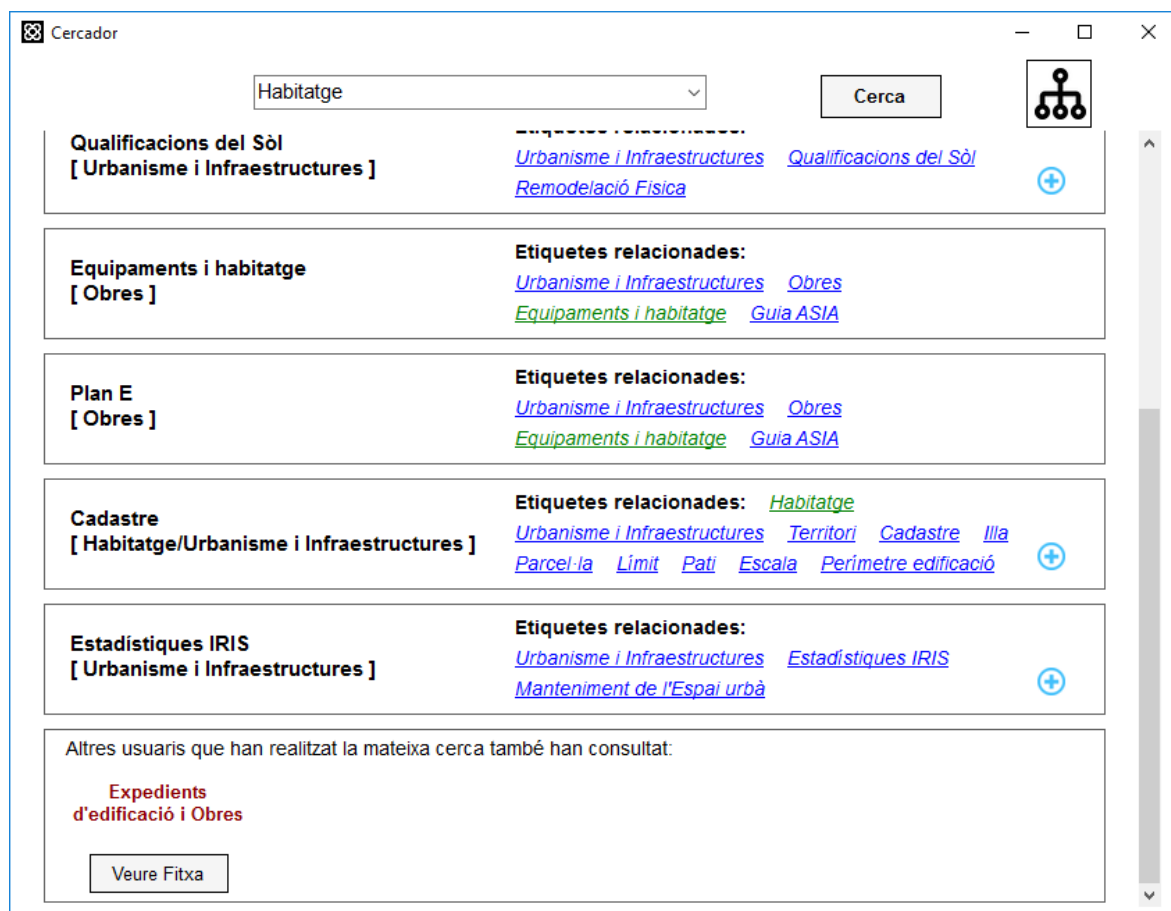 Cercador
Habitatge
Cerca
Qualificacions del Sòl
[ Urbanisme i Infraestructures ]
Etiquetes relacionades:
Urbanisme i Infraestructures Qualificacions del Sòl
Remodelació Fisica
Equipaments i habitatge
[ Obres ]
Etiquetes relacionades:
Urbanisme i Infraestructures Obres
Equipaments i habitatge Guia ASIA
Plan E
[ Obres ]
Etiquetes relacionades:
Urbanisme i Infraestructures Obres
Equipaments i habitatge Guia ASIA
Cadastre
[ Habitatge/Urbanisme i Infraestructures ]
Etiquetes relacionades: Habitatge
Urbanisme i Infraestructures Territori Cadastre Illa
Parcel·la Límit Pati Escala Perímetre edificació
Estadístiques IRIS
[ Urbanisme i Infraestructures ]
Etiquetes relacionades:
Urbanisme i Infraestructures Estadístiques IRIS
Manteniment de l'Espai urbà
Altres usuaris que han realitzat la mateixa cerca també han consultat:
Expedients
d'edificació i Obres
Veure Fitxa